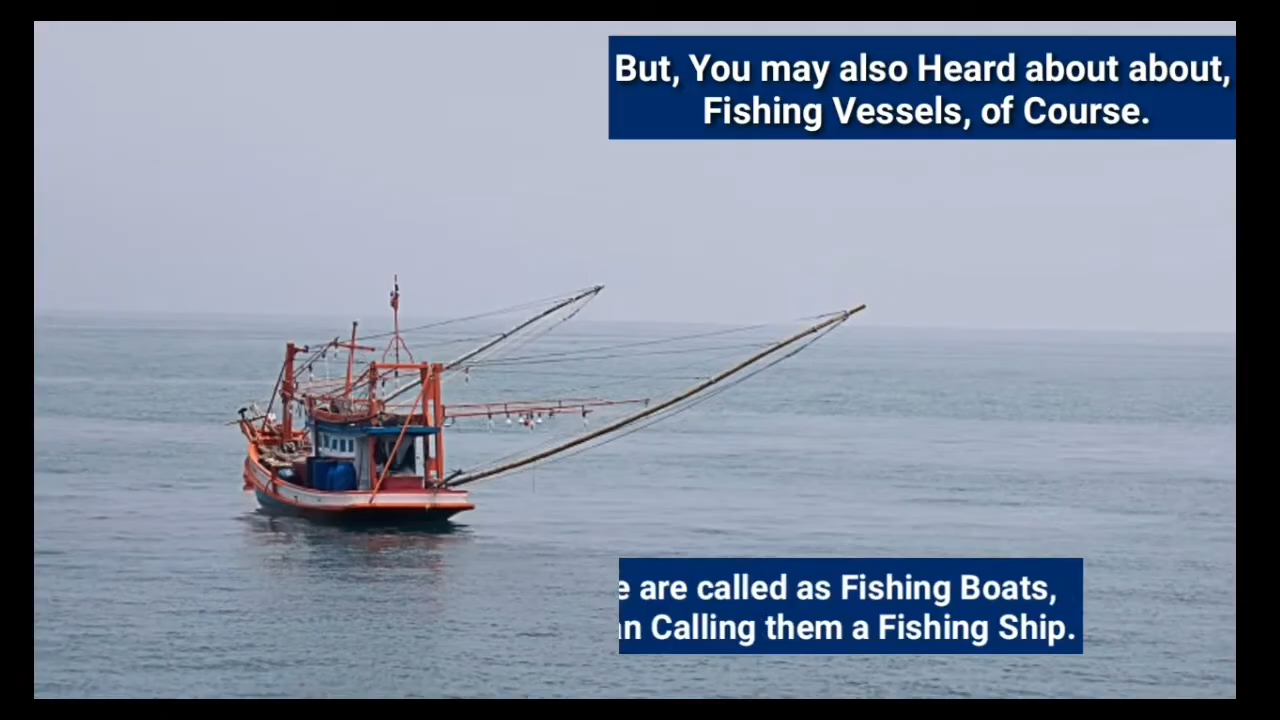 But, You may also Heard about about,
Fishing Vessels, of Course.
are called as Fishing Boats,
Calling them a Fishing Ship.